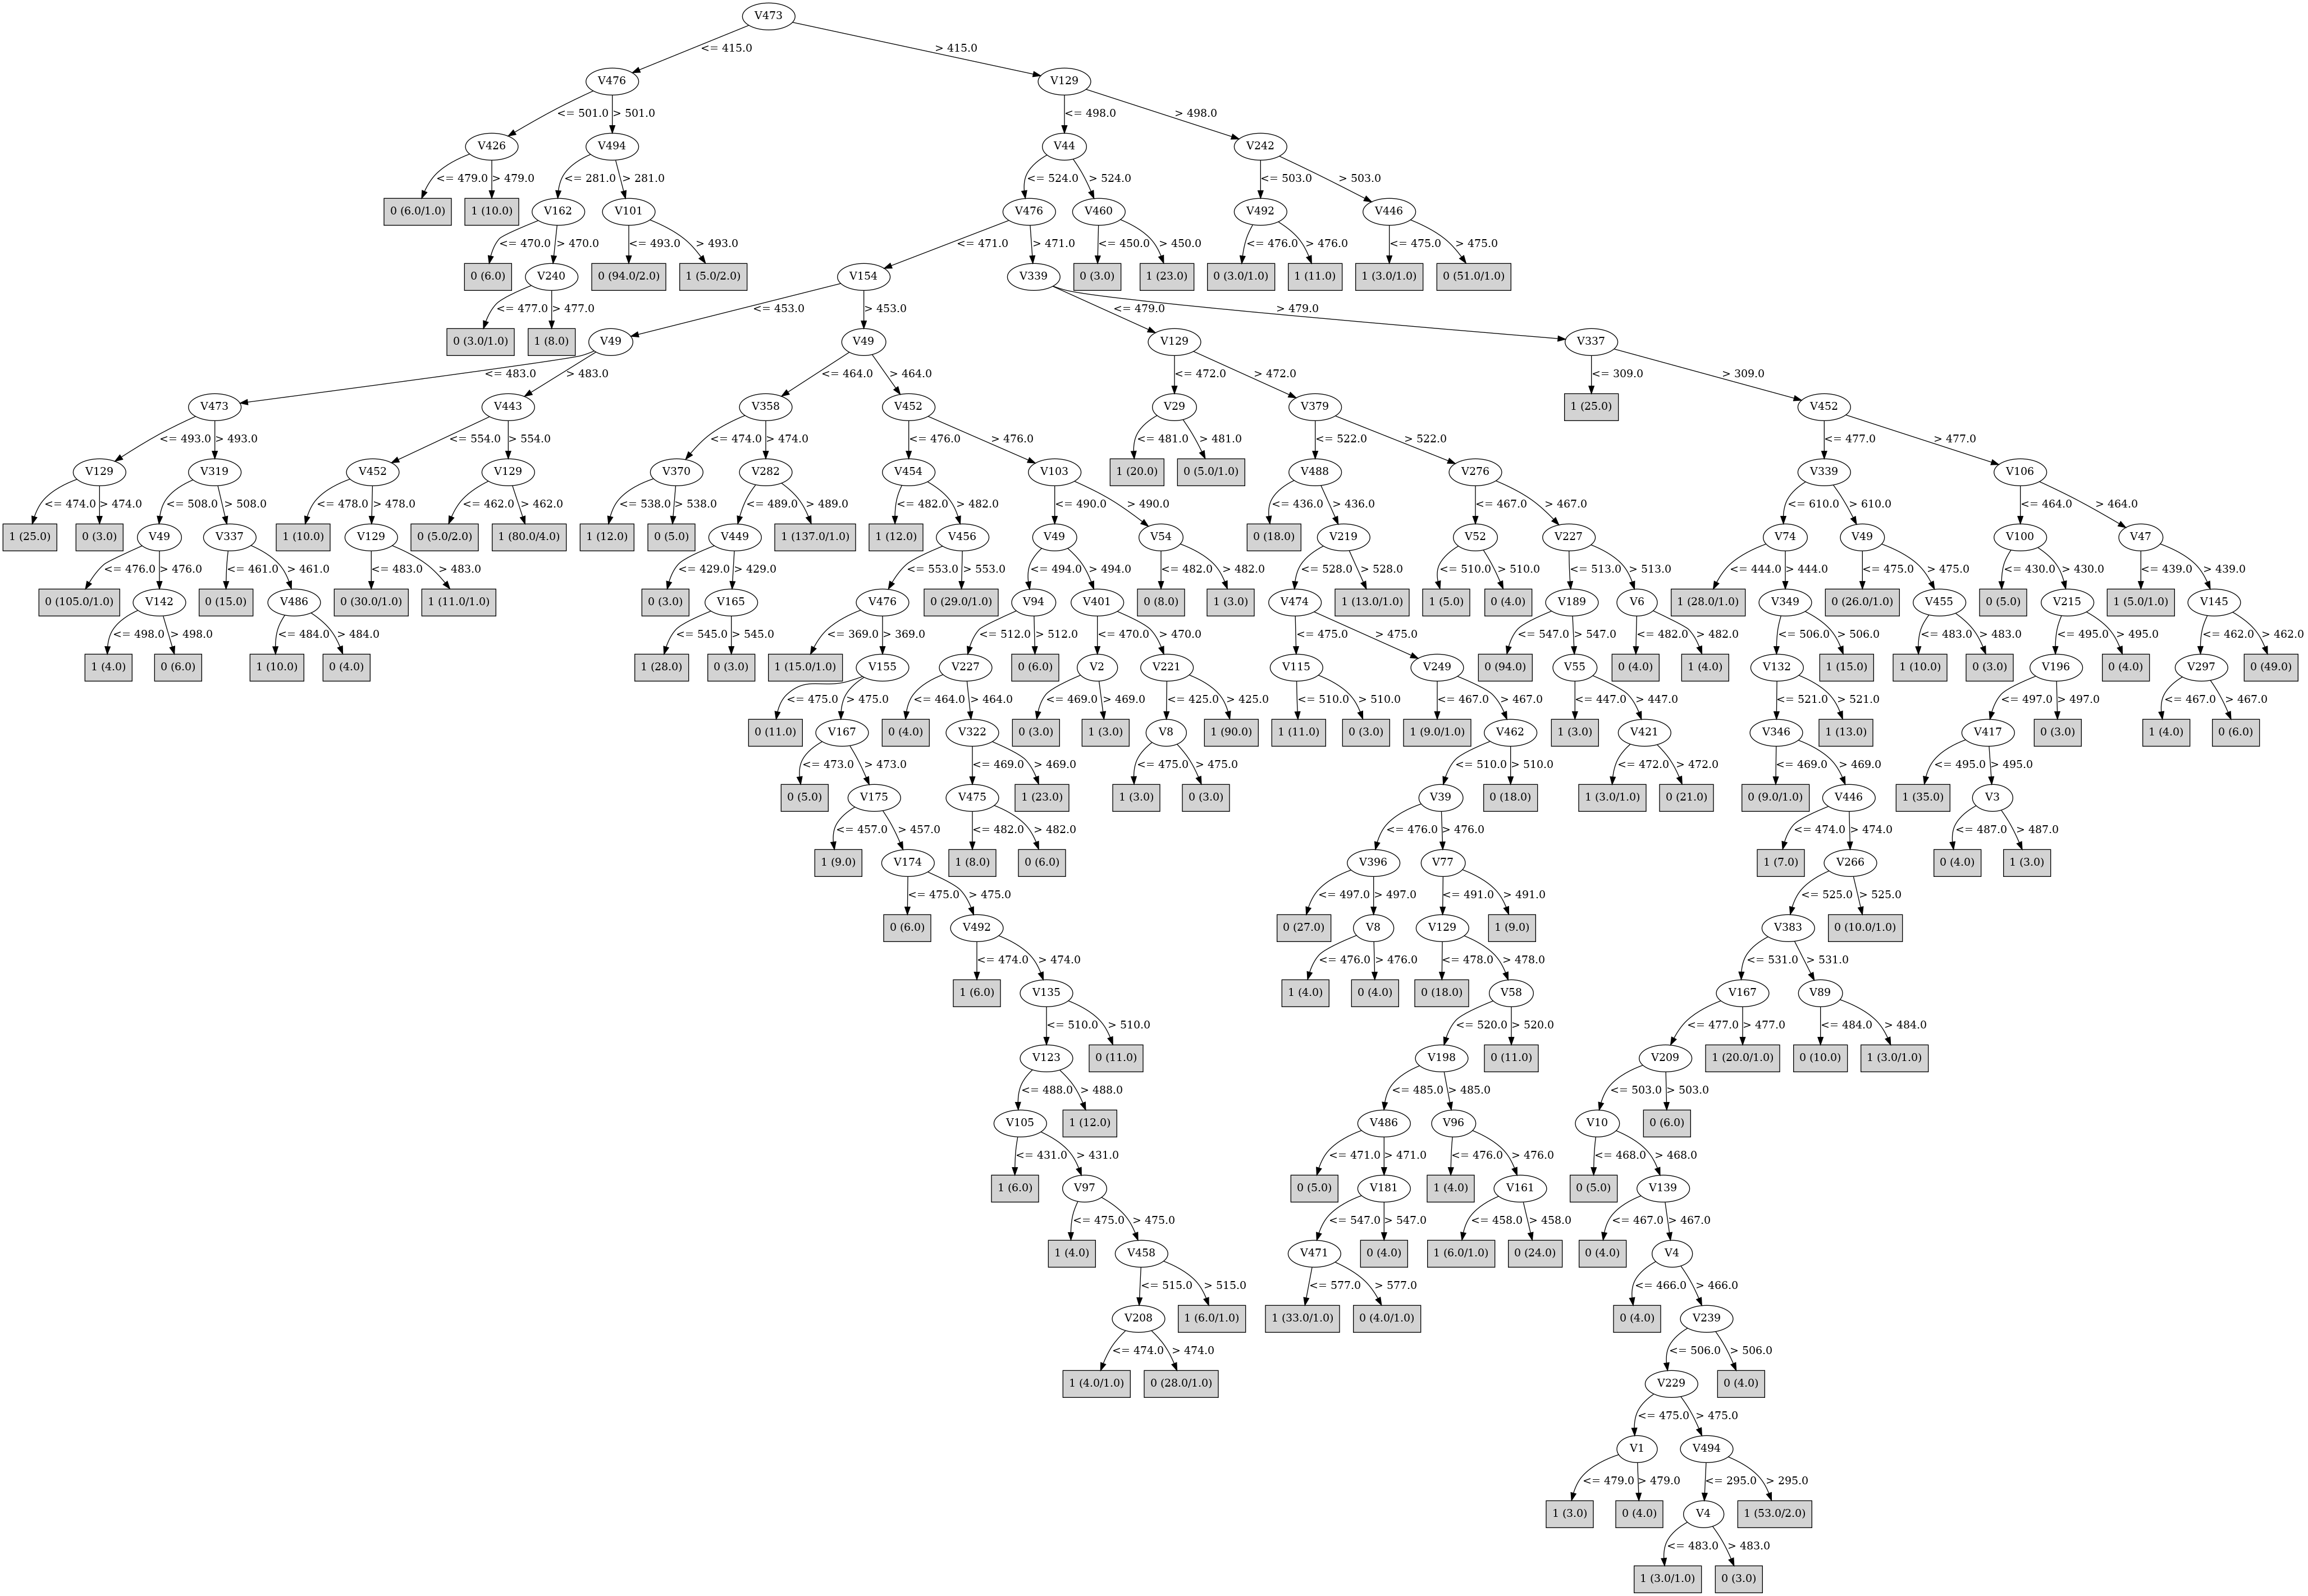 V473
<= 415.0 > 415.0
V476 V129
<= 501.0 > 501.0 <= 498.0 > 498.0
V426 V494 V44 V242
<= 479.0 > 479.0 <= 281.0 > 281.0 <= 524.0 > 524.0 <= 503.0 > 503.0
0 (6.0/1.0) 1 (10.0) V162 V101 V476 V460 V492 V446
<= 470.0 > 470.0 <= 493.0 > 493.0 <= 471.0 > 471.0 <= 450.0 > 450.0 <= 476.0 > 476.0 <= 475.0 > 475.0
0 (6.0) V240 0 (94.0/2.0) 1 (5.0/2.0) V154 V339 0 (3.0) 1 (23.0) 0 (3.0/1.0) 1 (11.0) 1 (3.0/1.0) 0 (51.0/1.0)
<= 477.0 > 477.0 <= 453.0 > 453.0 <= 479.0 > 479.0
0 (3.0/1.0) 1 (8.0) V49 V49 V129 V337
<= 483.0 > 483.0 <= 464.0 > 464.0 <= 472.0 > 472.0 <= 309.0 > 309.0
V473 V443 V358 V452 V29 V379 1 (25.0) V452
<= 493.0 > 493.0 <= 554.0 > 554.0 <= 474.0 > 474.0 <= 476.0 > 476.0 <= 481.0 > 481.0 <= 522.0 > 522.0 <= 477.0 > 477.0
V129 V319 V452 V129 V370 V282 V454 V103 1 (20.0) 0 (5.0/1.0) V488 V276 V339 V106
<= 474.0 > 474.0 <= 508.0 > 508.0 <= 478.0 > 478.0 <= 462.0 > 462.0 <= 538.0 > 538.0 <= 489.0 > 489.0 <= 482.0 > 482.0 <= 490.0 > 490.0 <= 436.0 > 436.0 <= 467.0 > 467.0 <= 610.0 > 610.0 <= 464.0 > 464.0
1 (25.0) 0 (3.0) V49 V337 1 (10.0) V129 0 (5.0/2.0) 1 (80.0/4.0) 1 (12.0) 0 (5.0) V449 1 (137.0/1.0) 1 (12.0) V456 V49 V54 0 (18.0) V219 V52 V227 V74 V49 V100 V47
<= 476.0 > 476.0 <= 461.0 > 461.0 <= 483.0 > 483.0 <= 429.0 > 429.0 <= 553.0 > 553.0 <= 494.0 > 494.0 <= 482.0 > 482.0 <= 528.0 > 528.0 <= 510.0 > 510.0 <= 513.0 > 513.0 <= 444.0 > 444.0 <= 475.0 > 475.0 <= 430.0 > 430.0 <= 439.0 > 439.0
0 (105.0/1.0) V142 0 (15.0) V486 0 (30.0/1.0) 1 (11.0/1.0) 0 (3.0) V165 V476 0 (29.0/1.0) V94 V401 0 (8.0) 1 (3.0) V474 1 (13.0/1.0) 1 (5.0) 0 (4.0) V189 V6 1 (28.0/1.0) V349 0 (26.0/1.0) V455 0 (5.0) V215 1 (5.0/1.0) V145
<= 498.0 > 498.0 <= 484.0 > 484.0 <= 545.0 > 545.0 <= 369.0 > 369.0 <= 512.0 > 512.0 <= 470.0 > 470.0 <= 475.0 > 475.0 <= 547.0 > 547.0 <= 482.0 > 482.0 <= 506.0 > 506.0 <= 483.0 > 483.0 <= 495.0 > 495.0 <= 462.0 > 462.0
1 (4.0) 0 (6.0) 1 (10.0) 0 (4.0) 1 (28.0) 0 (3.0) 1 (15.0/1.0) V155 V227 0 (6.0) V2 V221 V115 V249 0 (94.0) V55 0 (4.0) 1 (4.0) V132 1 (15.0) 1 (10.0) 0 (3.0) V196 0 (4.0) V297 0 (49.0)
<= 475.0 > 475.0 <= 464.0 > 464.0 <= 469.0 > 469.0 <= 425.0 > 425.0 <= 510.0 > 510.0 <= 467.0 > 467.0 <= 447.0 > 447.0 <= 521.0 > 521.0 <= 497.0 > 497.0 <= 467.0 > 467.0
0 (11.0) V167 0 (4.0) V322 0 (3.0) 1 (3.0) V8 1 (90.0) 1 (11.0) 0 (3.0) 1 (9.0/1.0) V462 1 (3.0) V421 V346 1 (13.0) V417 0 (3.0) 1 (4.0) 0 (6.0)
<= 473.0 > 473.0 <= 469.0 > 469.0 <= 475.0 > 475.0 <= 510.0 > 510.0 <= 472.0 > 472.0 <= 469.0 > 469.0 <= 495.0 > 495.0
0 (5.0) V175 V475 1 (23.0) 1 (3.0) 0 (3.0) V39 0 (18.0) 1 (3.0/1.0) 0 (21.0) 0 (9.0/1.0) V446 1 (35.0) V3
<= 457.0 > 457.0 <= 482.0 > 482.0 <= 476.0 > 476.0 <= 474.0 > 474.0 <= 487.0 > 487.0
1 (9.0) V174 1 (8.0) 0 (6.0) V396 V77 1 (7.0) V266 0 (4.0) 1 (3.0)
<= 475.0 > 475.0 <= 497.0 > 497.0 <= 491.0 > 491.0 <= 525.0 > 525.0
0 (6.0) V492 0 (27.0) V8 V129 1 (9.0) V383 0 (10.0/1.0)
<= 474.0 > 474.0 <= 476.0 > 476.0 <= 478.0 > 478.0 <= 531.0 > 531.0
1 (6.0) V135 1 (4.0) 0 (4.0) 0 (18.0) V58 V167 V89
<= 510.0 > 510.0 <= 520.0 > 520.0 <= 477.0 > 477.0 <= 484.0 > 484.0
V123 0 (11.0) V198 0 (11.0) V209 1 (20.0/1.0) 0 (10.0) 1 (3.0/1.0)
<= 488.0 > 488.0 <= 485.0 > 485.0 <= 503.0 > 503.0
V105 1 (12.0) V486 V96 V10 0 (6.0)
<= 431.0 > 431.0 <= 471.0 > 471.0 <= 476.0 > 476.0 <= 468.0 > 468.0
1 (6.0) V97 0 (5.0) V181 1 (4.0) V161 0 (5.0) V139
<= 475.0 > 475.0 <= 547.0 > 547.0 <= 458.0 > 458.0 <= 467.0 > 467.0
1 (4.0) V458 V471 0 (4.0) 1 (6.0/1.0) 0 (24.0) 0 (4.0) V4
<= 515.0 > 515.0 <= 577.0 > 577.0 <= 466.0 > 466.0
V208 1 (6.0/1.0) 1 (33.0/1.0) 0 (4.0/1.0) 0 (4.0) V239
<= 474.0 > 474.0 <= 506.0 > 506.0
1 (4.0/1.0) 0 (28.0/1.0) V229 0 (4.0)
<= 475.0 > 475.0
V1 V494
<= 479.0 > 479.0 <= 295.0 > 295.0
1 (3.0) 0 (4.0) V4 1 (53.0/2.0)
<= 483.0 > 483.0
1 (3.0/1.0) 0 (3.0)